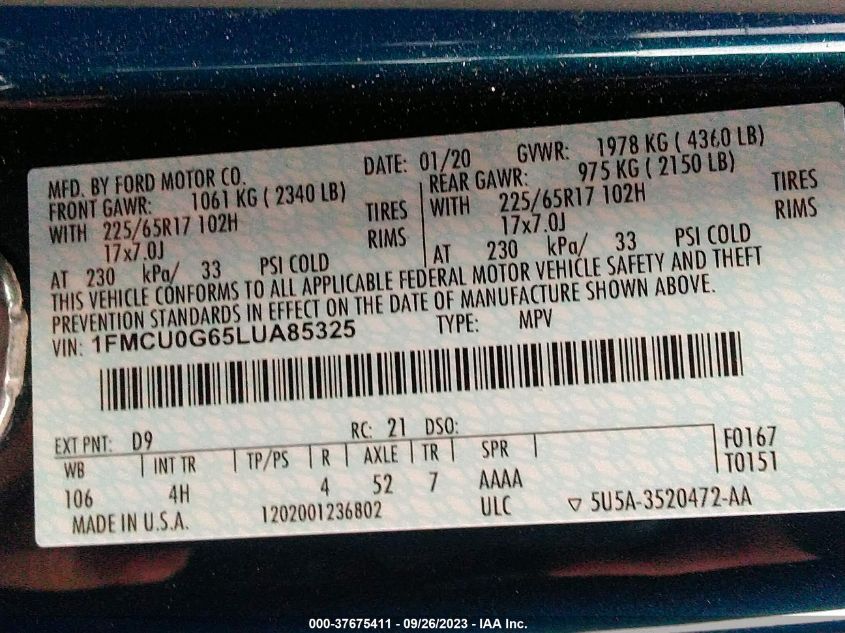 MFD. BY FORD MOTOR CO. DATE: 01/20 GVWR: 1978 KG ( 4360 LB)
FRONT GAWR: 1061 KG ( 2340 LB) REAR GAWR: 975 KG ( 2150 LB)
WITH 225/65R17 102H TIRES WITH 225/65R17 102H TIRES
17x7.0J RIMS 17x7.0J RIMS
AT 230 kPa/ 33 PSI COLD AT 230 kPa/ 33 PSI COLD
THIS VEHICLE CONFORMS TO ALL APPLICABLE FEDERAL MOTOR VEHICLE SAFETY AND THEFT
PREVENTION STANDARDS IN EFFECT ON THE DATE OF MANUFACTURE SHOWN ABOVE.
VIN: 1FMCU0G65LUA85325 TYPE: MPV
EXT PNT: D9 RC: 21 DSO:
WB INT TR TP/PS R AXLE TR SPR F0167
106 4H 4 52 7 AAAA T0151
MADE IN U.S.A. 1202001236802 ULC ▽ 5U5A-3520472-AA
000-37675411 - 09/26/2023 - IAA Inc.